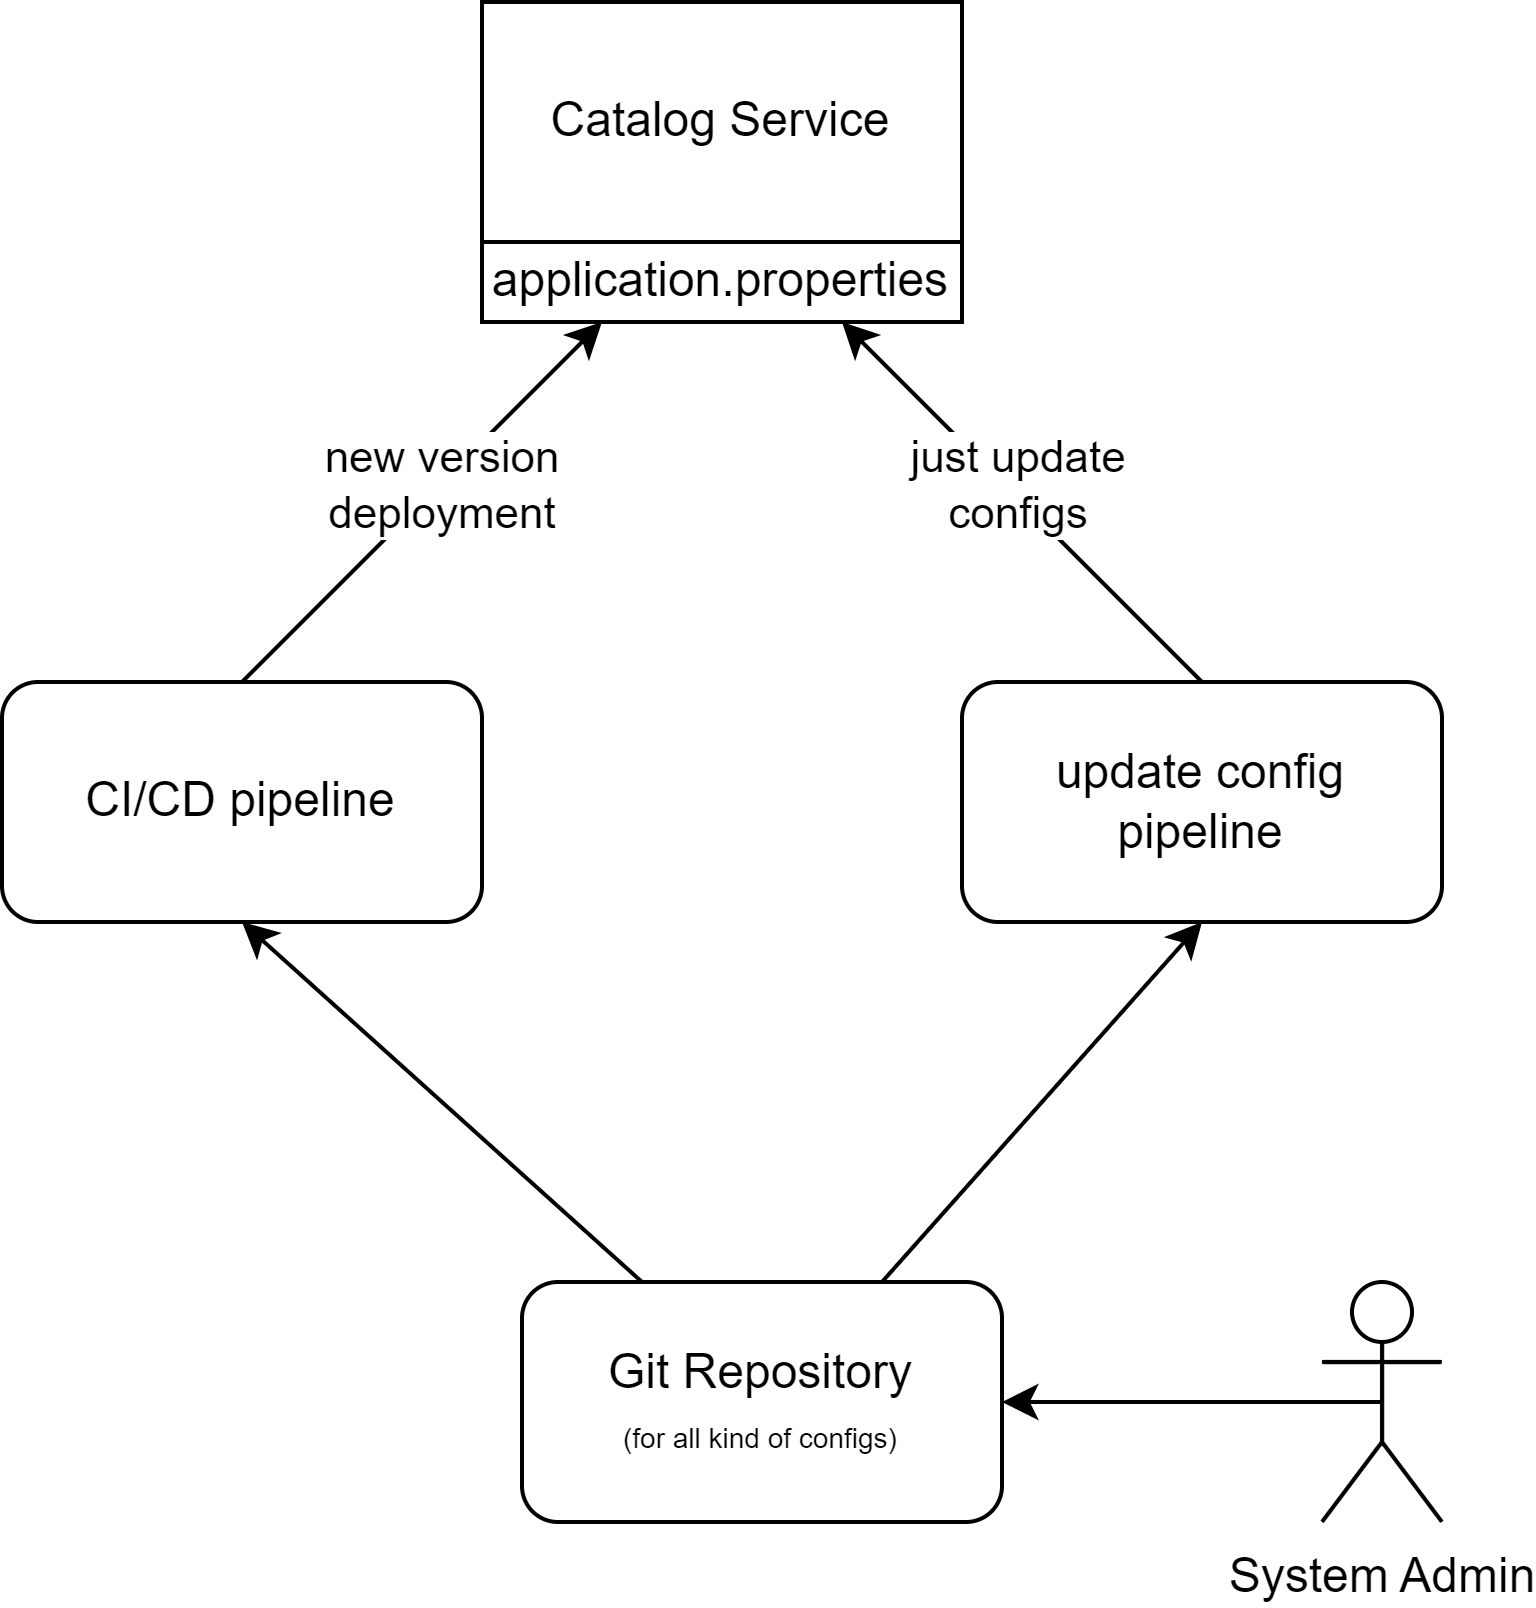 Catalog Service
application.properties
new version
deployment
just update
configs
CI/CD pipeline
update config
pipeline
Git Repository
(for all kind of configs)
System Admin